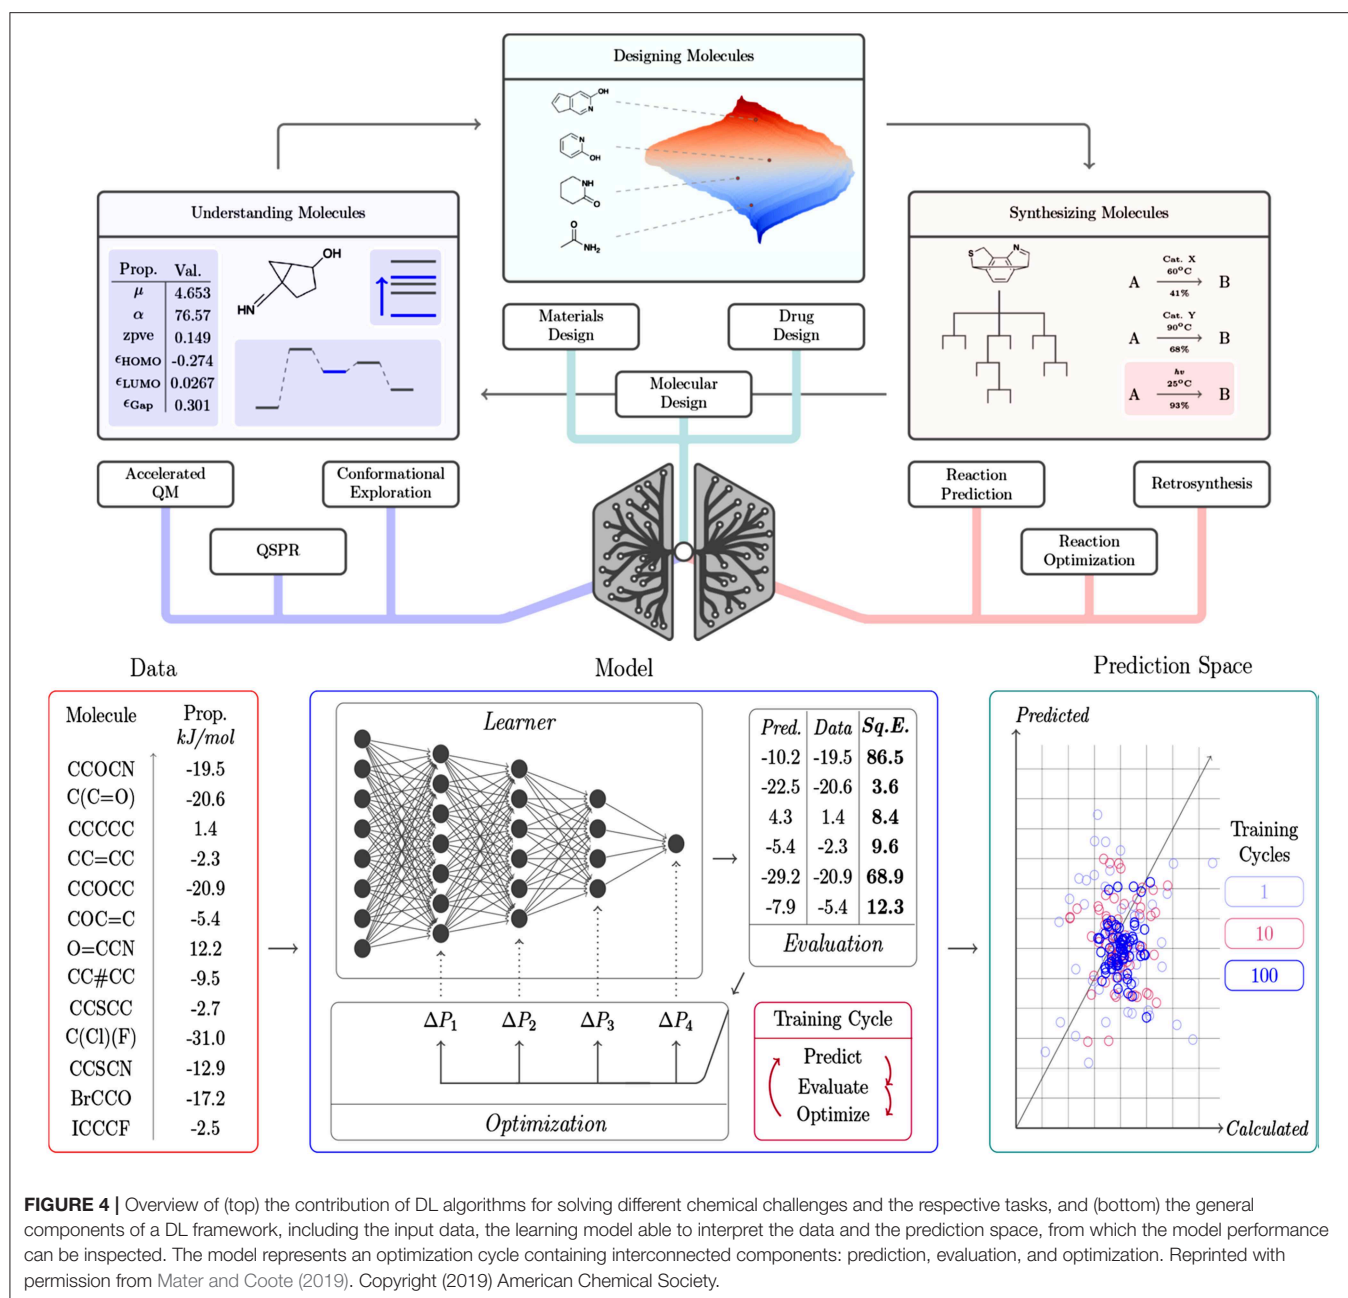 Designing Molecules
OH
N
N
OH
NH
O
O
NH₂
Understanding Molecules
Prop. Val.
μ 4.653
α 76.57
zpve 0.149
ϵHOMO -0.274
ϵLUMO 0.0267
ϵGap 0.301
OH
HN
Synthesizing Molecules
S
N
Cat. X
60°C
A B
41%
Cat. Y
90°C
A B
68%
hν
25°C
A B
93%
Materials
Design
Drug
Design
Molecular
Design
Accelerated
QM
Conformational
Exploration
QSPR
Reaction
Prediction
Retrosynthesis
Reaction
Optimization
Data
Molecule Prop.
kJ/mol
CCOCN -19.5
C(C=O) -20.6
CCCCC 1.4
CC=CC -2.3
CCOCC -20.9
COC=C -5.4
O=CCN 12.2
CC#CC -9.5
CCSCC -2.7
C(Cl)(F) -31.0
CCSCN -12.9
BrCCO -17.2
ICCCF -2.5
Model
Learner
Pred. Data Sq.E.
-10.2 -19.5 86.5
-22.5 -20.6 3.6
4.3 1.4 8.4
-5.4 -2.3 9.6
-29.2 -20.9 68.9
-7.9 -5.4 12.3
Evaluation
ΔP₁ ΔP₂ ΔP₃ ΔP₄
Optimization
Training Cycle
Predict
Evaluate
Optimize
Prediction Space
Predicted
Training
Cycles
1
10
100
Calculated
FIGURE 4 | Overview of (top) the contribution of DL algorithms for solving different chemical challenges and the respective tasks, and (bottom) the general
components of a DL framework, including the input data, the learning model able to interpret the data and the prediction space, from which the model performance
can be inspected. The model represents an optimization cycle containing interconnected components: prediction, evaluation, and optimization. Reprinted with
permission from Mater and Coote (2019). Copyright (2019) American Chemical Society.